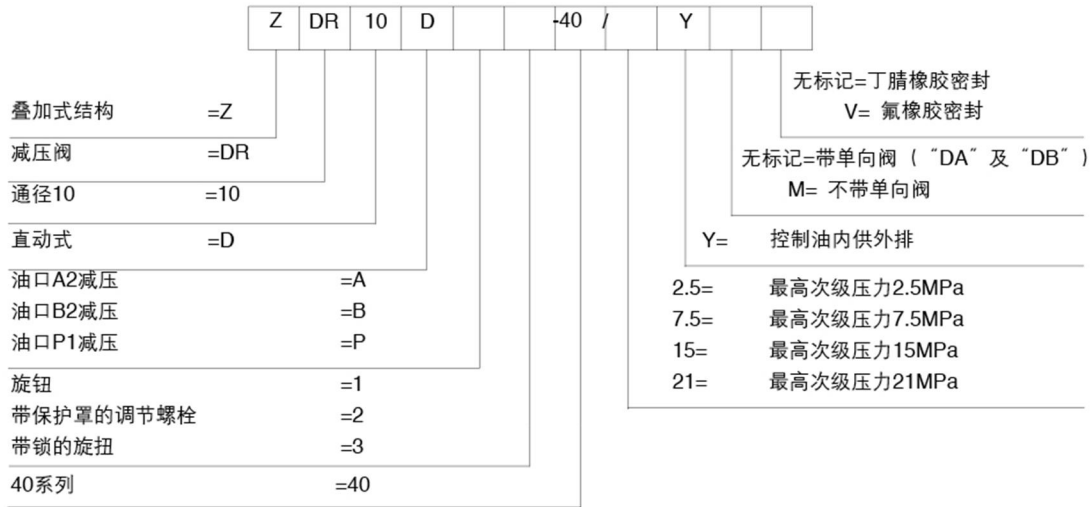 Z DR 10 D -40 / Y
叠加式结构 =Z
减压阀 =DR
通径10 =10
直动式 =D
油口A2减压 =A
油口B2减压 =B
油口P1减压 =P
旋钮 =1
带保护罩的调节螺栓 =2
带锁的旋扭 =3
40系列 =40
无标记=丁腈橡胶密封
V= 氟橡胶密封
无标记=带单向阀（“DA”及“DB”）
M= 不带单向阀
Y= 控制油内供外排
2.5= 最高次级压力2.5MPa
7.5= 最高次级压力7.5MPa
15= 最高次级压力15MPa
21= 最高次级压力21MPa